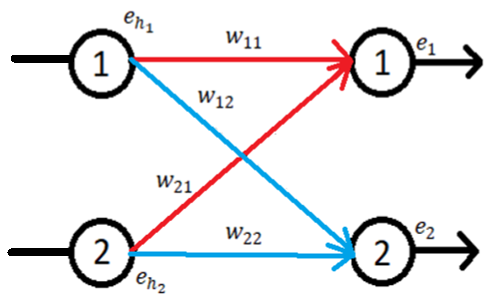 e_{h_1} w_{11} e_1
1 1
w_{12}
w_{21}
w_{22} e_2
2 2
e_{h_2}